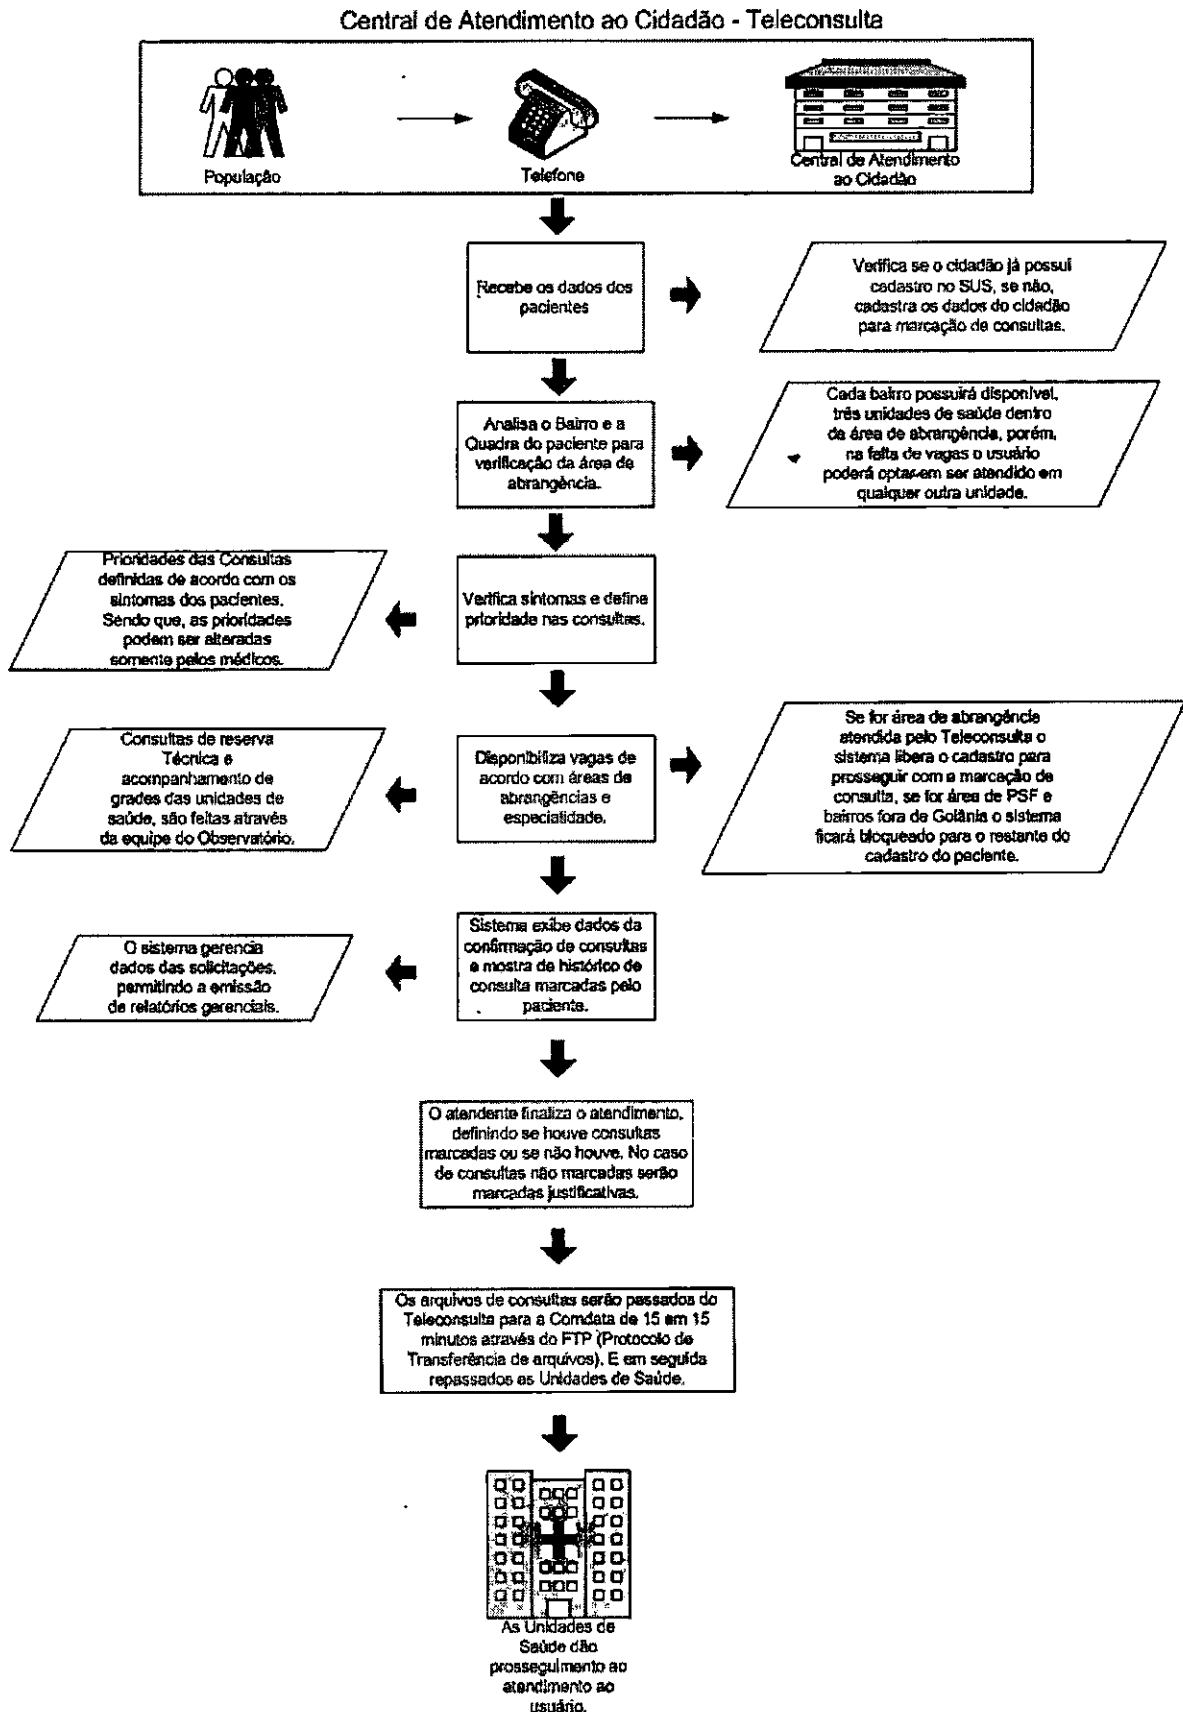 Central de Atendimento ao Cidadão - Teleconsulta
População
Telefone
Central de Atendimento
ao Cidadão
Recebe os dados dos
pacientes
Verifica se o cidadão já possui
cadastro no SUS, se não,
cadastra os dados do cidadão
para marcação de consultas.
Analisa o Bairro e a
Quadra do paciente para
verificação da área de
abrangência.
Cada bairro possuirá disponível,
três unidades de saúde dentro
da área de abrangência, porém,
na falta de vagas o usuário
poderá optar em ser atendido em
qualquer outra unidade.
Prioridades das Consultas
definidas de acordo com os
sintomas dos pacientes.
Sendo que, as prioridades
podem ser alteradas
somente pelos médicos.
Verifica sintomas e define
prioridade nas consultas.
Consultas de reserva
Técnica e
acompanhamento de
grades das unidades de
saúde, são feitas através
da equipe do Observatório.
Disponibiliza vagas de
acordo com áreas de
abrangências e
especialidade.
Se for área de abrangência
atendida pelo Teleconsulta o
sistema libera o cadastro para
prosseguir com a marcação de
consulta, se for área de PSF e
bairros fora de Goiânia o sistema
ficará bloqueado para o restante do
cadastro do paciente.
O sistema gerencia
dados das solicitações,
permitindo a emissão
de relatórios gerenciais.
Sistema exibe dados da
confirmação de consultas
e mostra de histórico de
consulta marcadas pelo
paciente.
O atendente finaliza o atendimento,
definindo se houve consultas
marcadas ou se não houve. No caso
de consultas não marcadas serão
marcadas justificativas.
Os arquivos de consultas serão passados do
Teleconsulta para a Comdata de 15 em 15
minutos através do FTP (Protocolo de
Transferência de arquivos). E em seguida
repassados as Unidades de Saúde.
As Unidades de
Saúde dão
prosseguimento ao
atendimento ao
usuário.